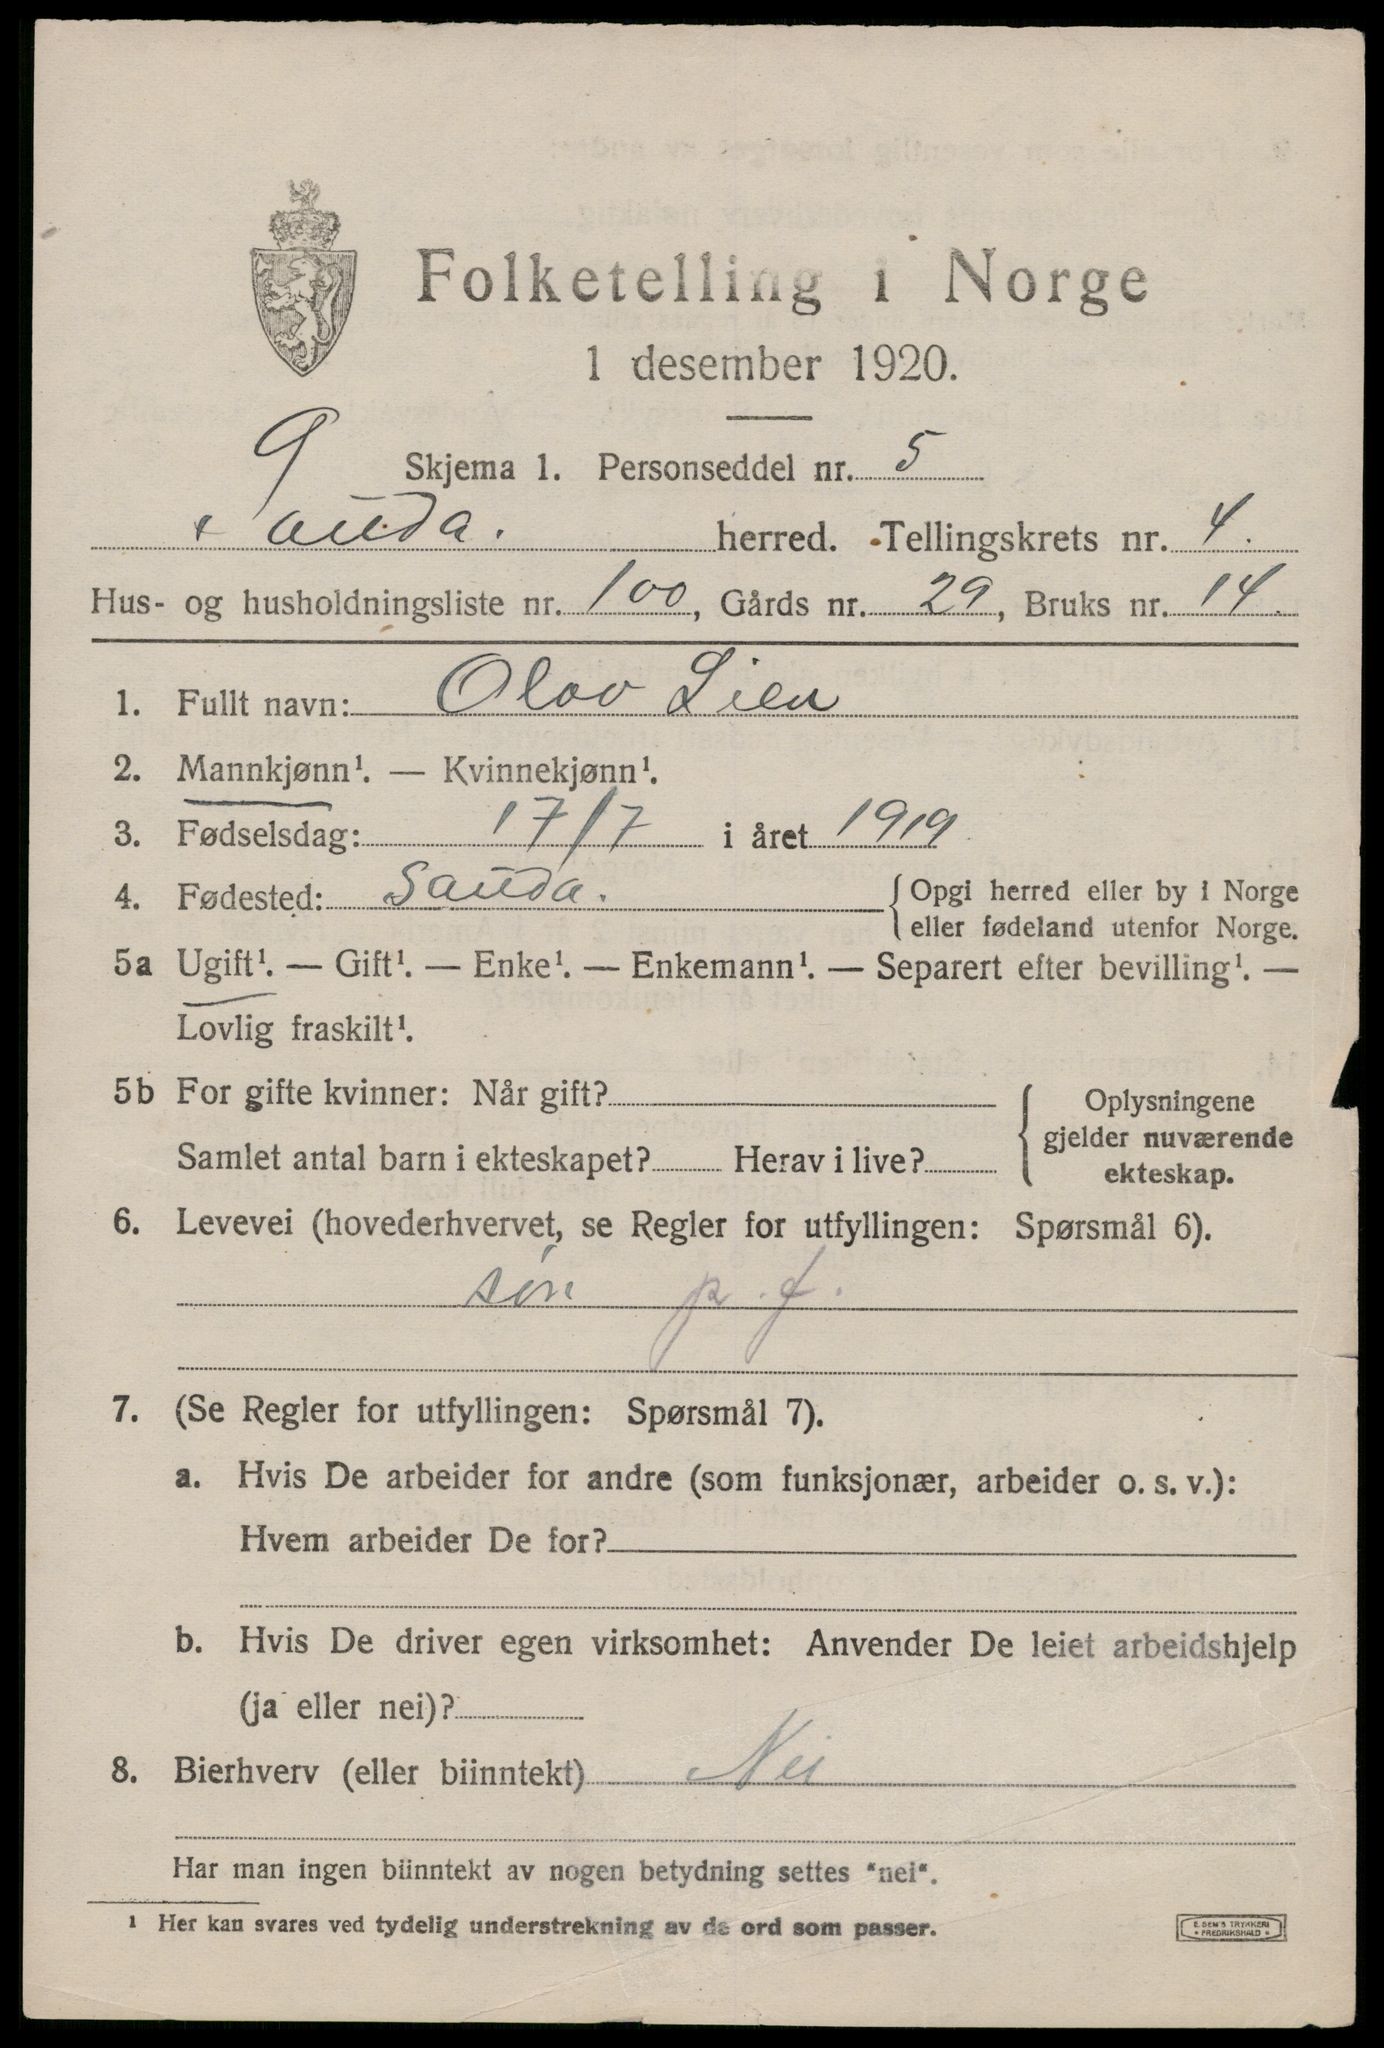 Folketelling i Norge
1 desember 1920.
9
Skjema 1. Personseddel nr. 5
Sauda. herred. Tellingskrets nr. 4.
Hus- og husholdningsliste nr. 100, Gårds nr. 29, Bruks nr. 14.
1. Fullt navn: Olav Lien
2. Mannkjønn¹. — Kvinnekjønn¹.
3. Fødselsdag: 17/7 i året 1919
4. Fødested: Sauda. { Opgi herred eller by i Norge
eller fødeland utenfor Norge.
5a Ugift¹. — Gift¹. — Enke¹. — Enkemann¹. — Separert efter bevilling¹. —
Lovlig fraskilt¹.
5b For gifte kvinner: Når gift?
Samlet antal barn i ekteskapet? Herav i live?
{ Oplysningene
gjelder nuværende
ekteskap.
6. Levevei (hovederhvervet, se Regler for utfyllingen: Spørsmål 6).
søn p.f.
7. (Se Regler for utfyllingen: Spørsmål 7).
a. Hvis De arbeider for andre (som funksjonær, arbeider o. s. v.):
Hvem arbeider De for?
b. Hvis De driver egen virksomhet: Anvender De leiet arbeidshjelp
(ja eller nei)?
8. Bierhverv (eller biinntekt) Nei
Har man ingen biinntekt av nogen betydning settes "nei".
1 Her kan svares ved tydelig understrekning av de ord som passer.
E. SEM'S TRYKKERI
* FREDRIKSHALD *